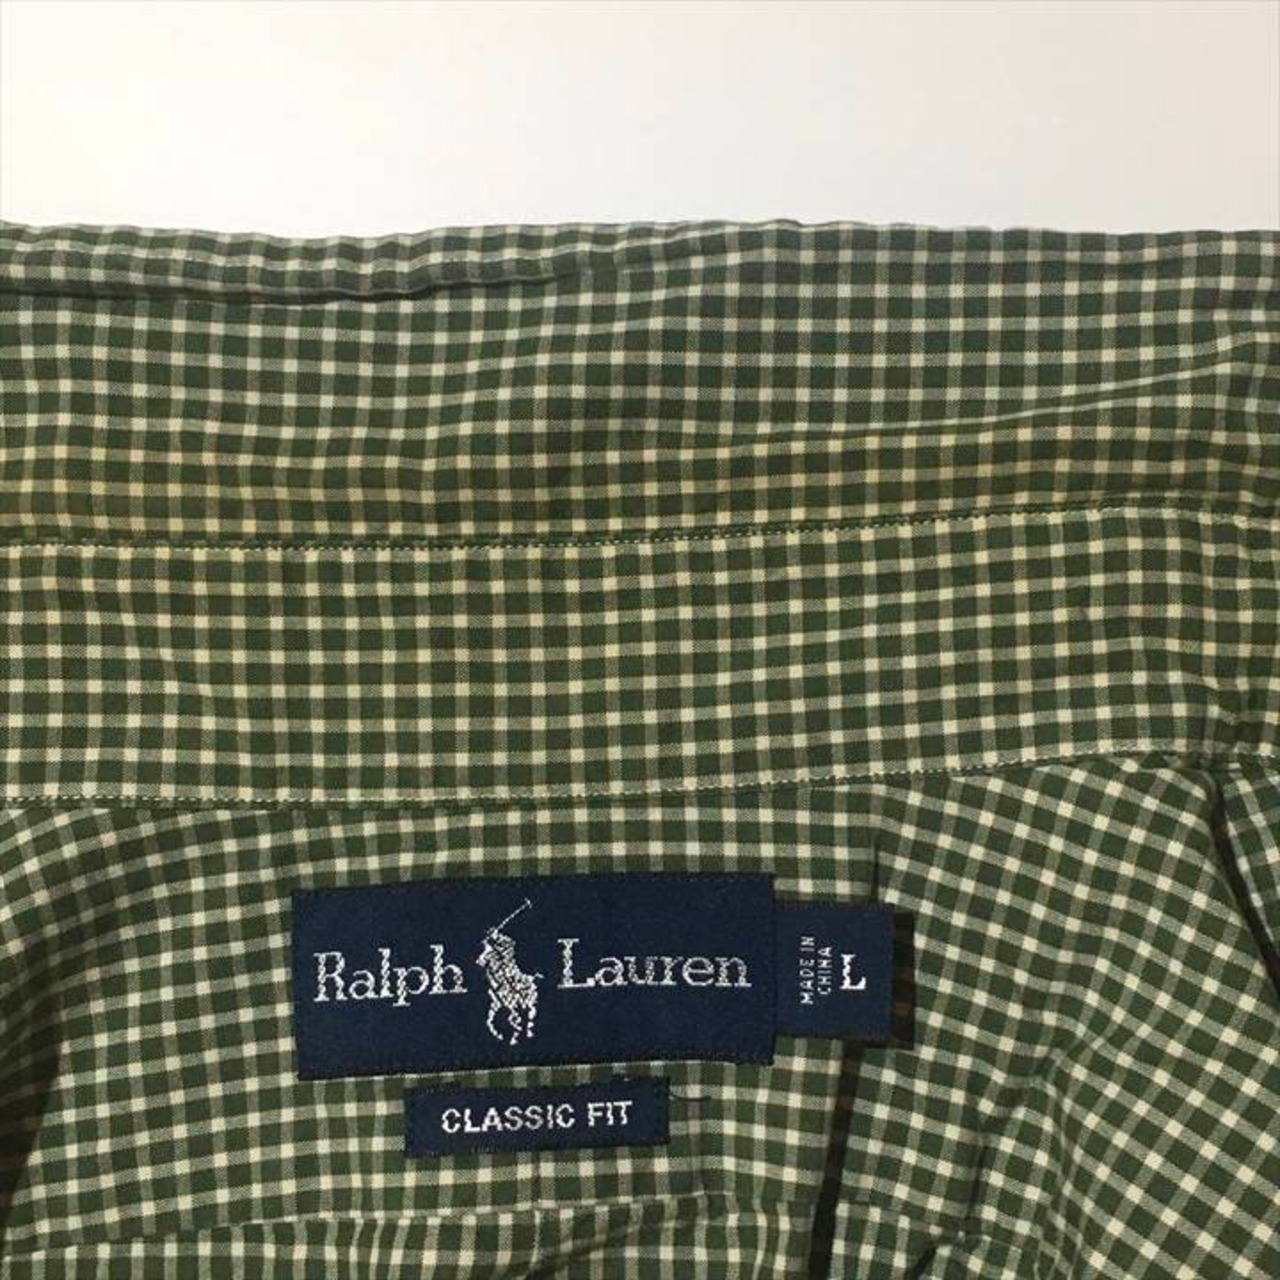 Ralph Lauren
MADE IN
CHINA
L
CLASSIC FIT